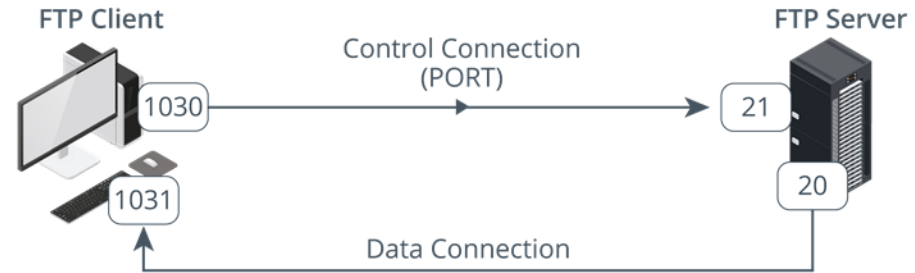 FTP Client
FTP Server
Control Connection
(PORT)
1030
21
20
1031
Data Connection